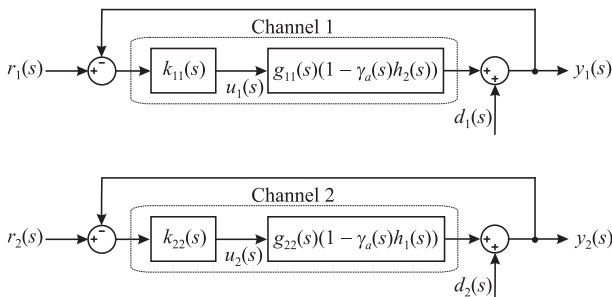 Channel 1
r₁(s)
+
−
k₁₁(s)
u₁(s)
g₁₁(s)(1 − γₐ(s)h₂(s))
+
+
y₁(s)
d₁(s)
Channel 2
r₂(s)
+
−
k₂₂(s)
u₂(s)
g₂₂(s)(1 − γₐ(s)h₁(s))
+
+
y₂(s)
d₂(s)